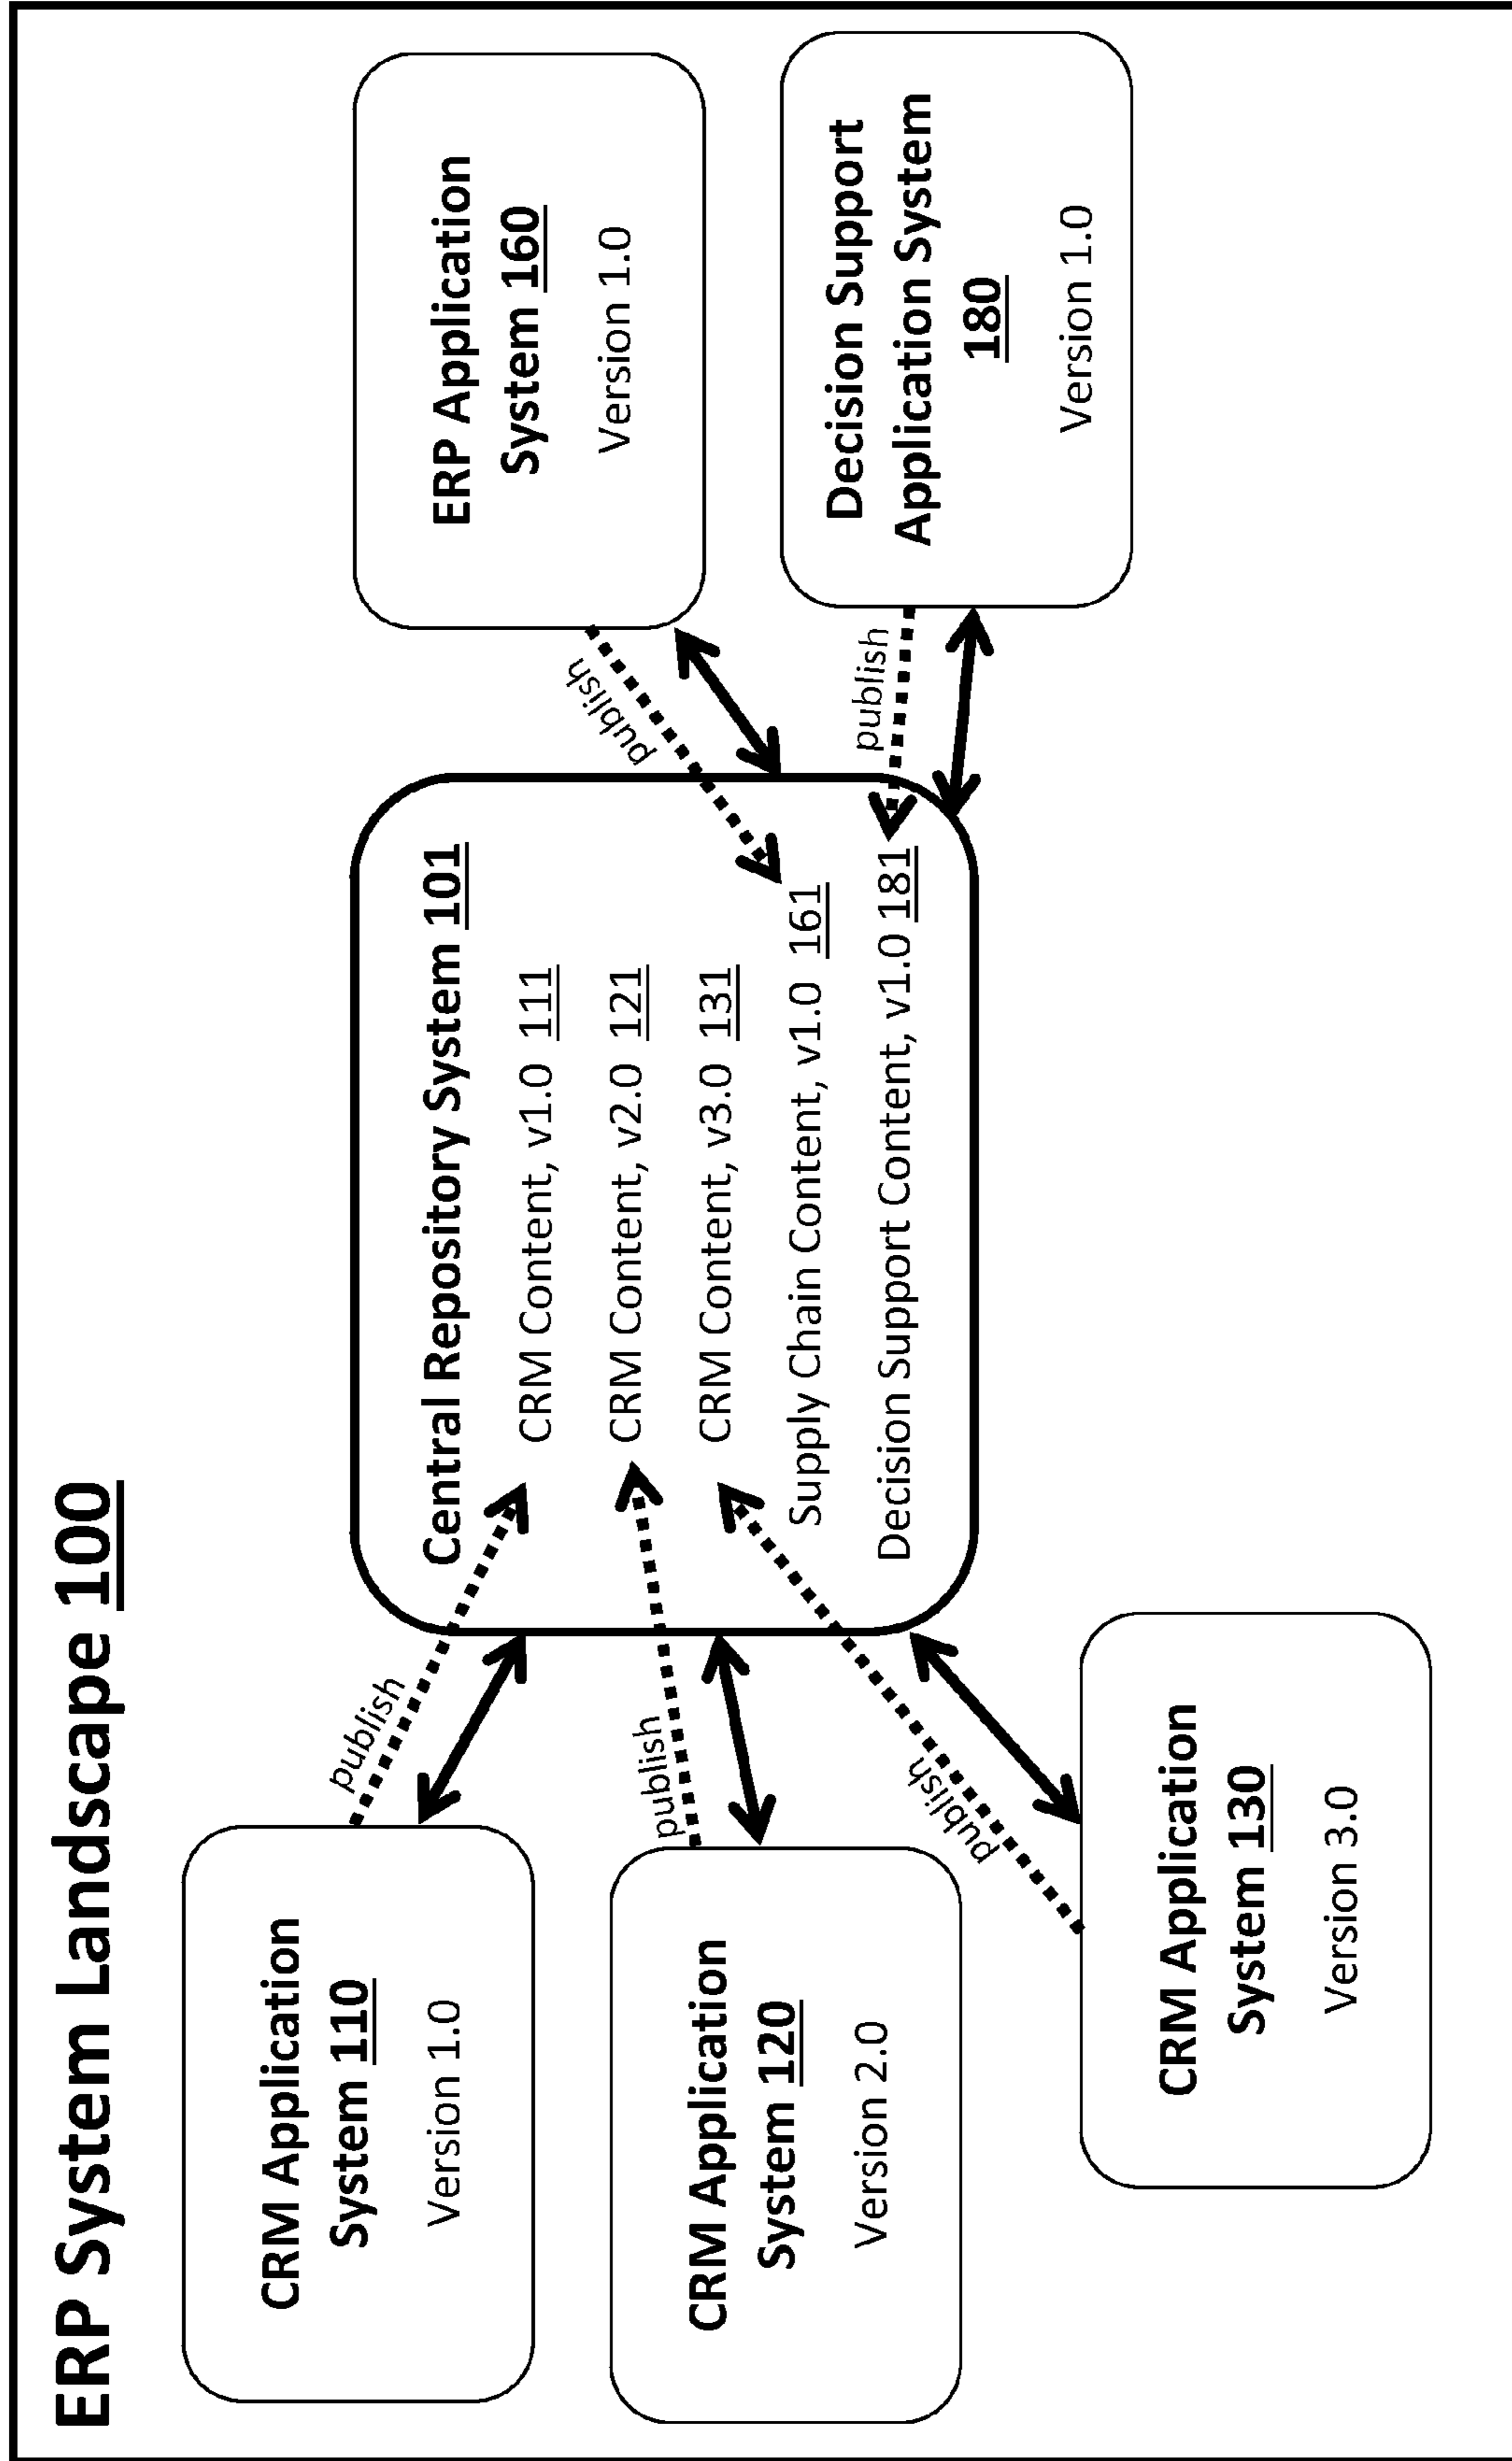 ERP System Landscape 100
CRM Application
System 110
Version 1.0
publish
CRM Application
System 120
Version 2.0
publish
CRM Application
System 130
Version 3.0
publish
Central Repository System 101
CRM Content, v1.0 111
CRM Content, v2.0 121
CRM Content, v3.0 131
Supply Chain Content, v1.0 161
Decision Support Content, v1.0 181
publish
ERP Application
System 160
Version 1.0
publish
Decision Support
Application System
180
Version 1.0